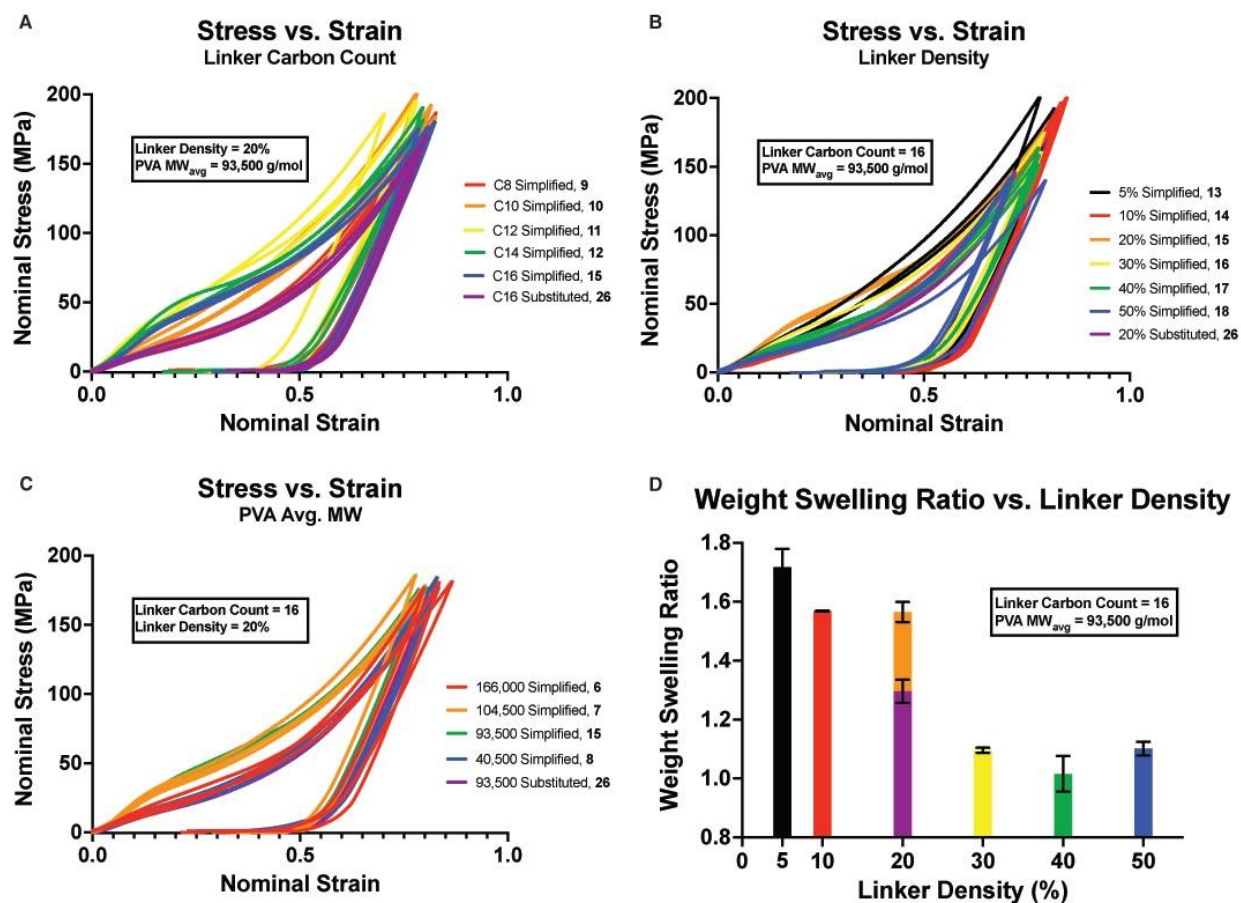 A
Stress vs. Strain
Linker Carbon Count
Nominal Stress (MPa)
200
150
100
50
0
Linker Density = 20%
PVA MWavg = 93,500 g/mol
C8 Simplified, 9
C10 Simplified, 10
C12 Simplified, 11
C14 Simplified, 12
C16 Simplified, 15
C16 Substituted, 26
0.0 0.5 1.0
Nominal Strain
B
Stress vs. Strain
Linker Density
Nominal Stress (MPa)
200
150
100
50
0
Linker Carbon Count = 16
PVA MWavg = 93,500 g/mol
5% Simplified, 13
10% Simplified, 14
20% Simplified, 15
30% Simplified, 16
40% Simplified, 17
50% Simplified, 18
20% Substituted, 26
0.0 0.5 1.0
Nominal Strain
C
Stress vs. Strain
PVA Avg. MW
Nominal Stress (MPa)
200
150
100
50
0
Linker Carbon Count = 16
Linker Density = 20%
166,000 Simplified, 6
104,500 Simplified, 7
93,500 Simplified, 15
40,500 Simplified, 8
93,500 Substituted, 26
0.0 0.5 1.0
Nominal Strain
D
Weight Swelling Ratio vs. Linker Density
Weight Swelling Ratio
1.8
1.6
1.4
1.2
1.0
0.8
Linker Carbon Count = 16
PVA MWavg = 93,500 g/mol
0 5 10 20 30 40 50
Linker Density (%)